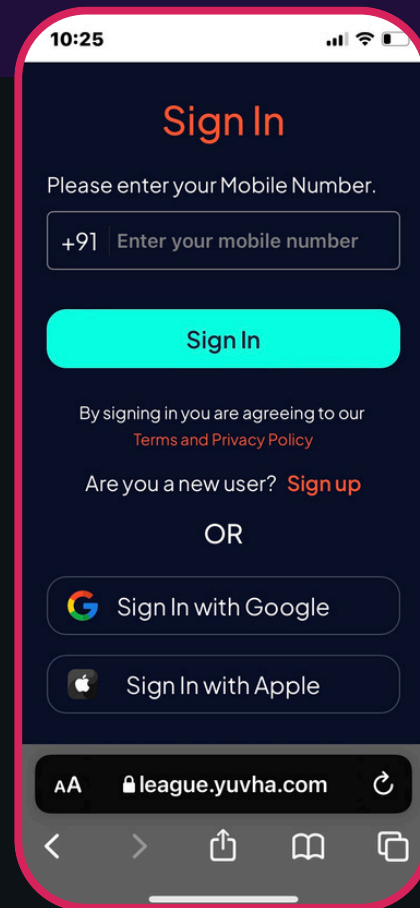 10:25
Sign In
Please enter your Mobile Number.
+91 Enter your mobile number
Sign In
By signing in you are agreeing to our
Terms and Privacy Policy
Are you a new user? Sign up
OR
Sign In with Google
Sign In with Apple
AA league.yuvha.com